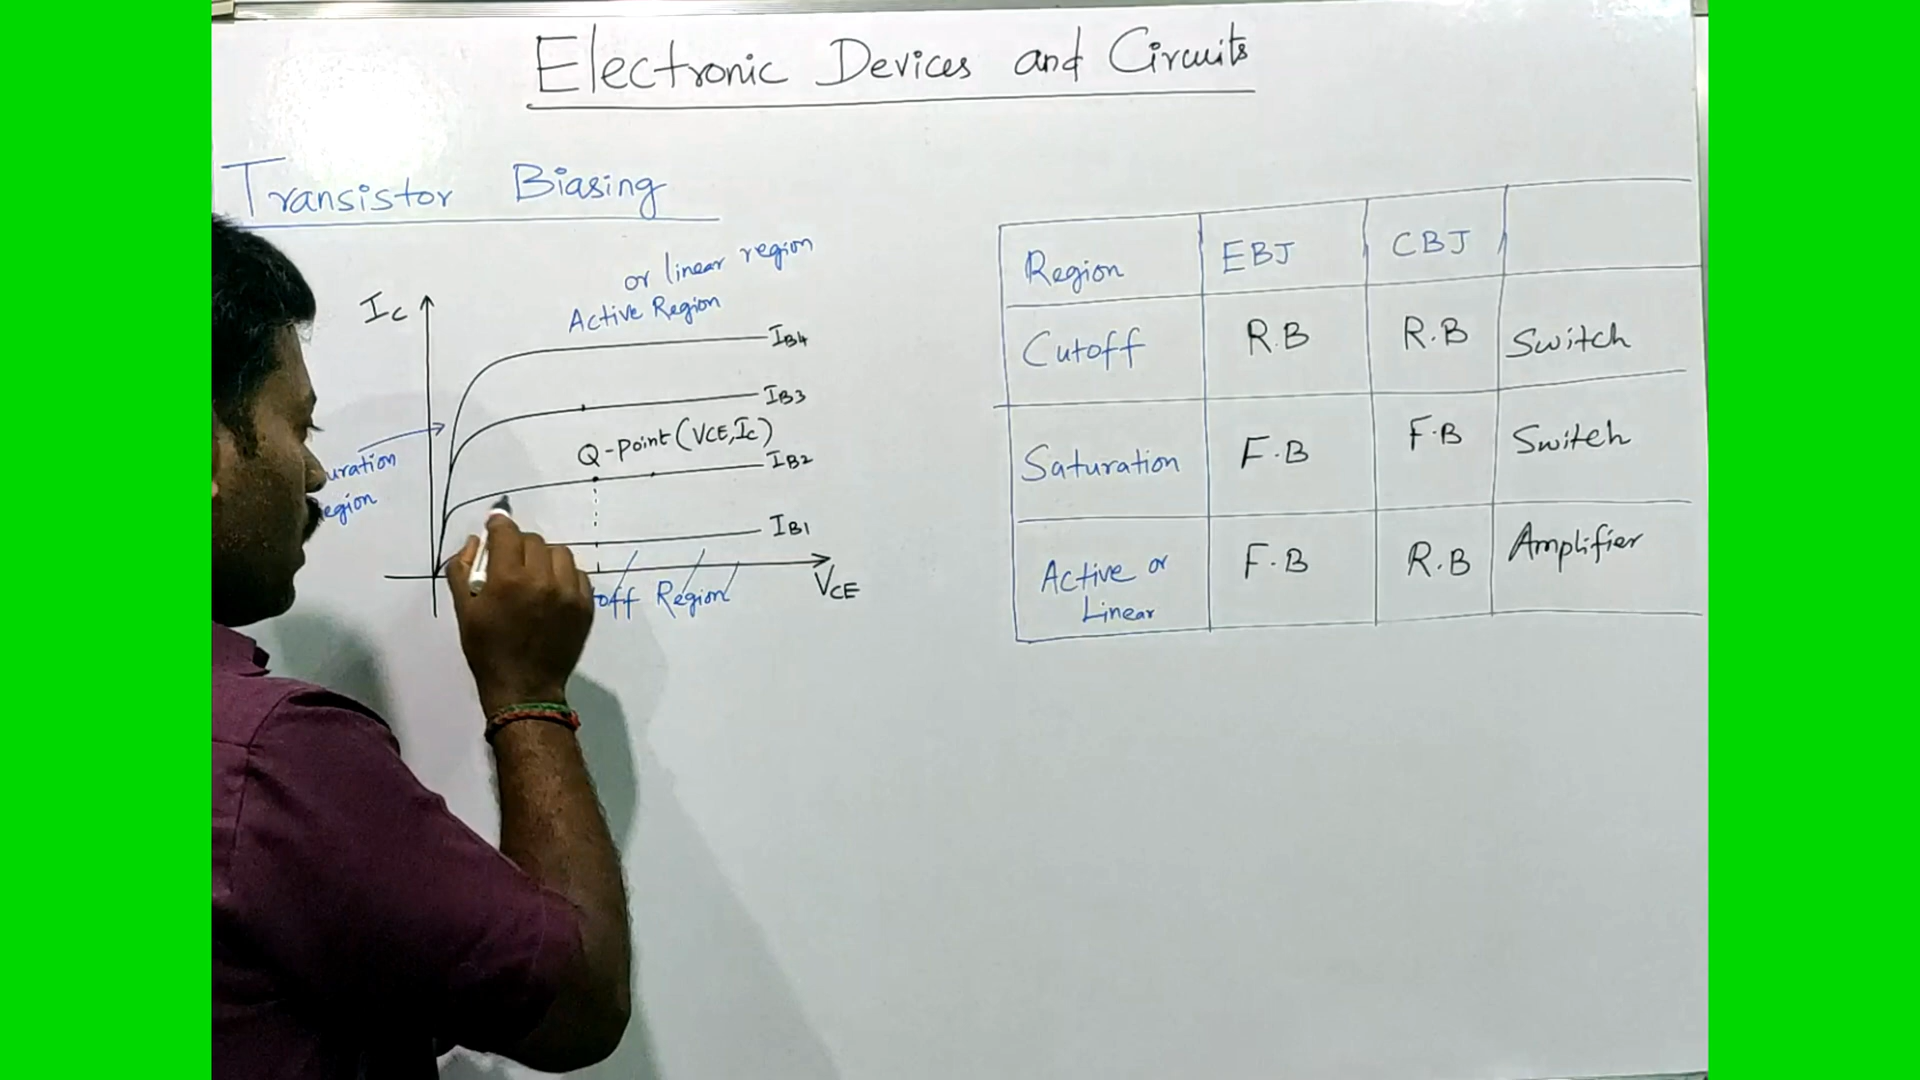 Electronic Devices and Circuits
Transistor Biasing
or linear region
Active Region
IC
IB4
IB3
Q-Point (VCE, IC)
IB2
IB1
VCE
Region
Region EBJ CBJ
Cutoff R.B R.B Switch
Saturation F.B F.B Switch
Active or Linear F.B R.B Amplifier